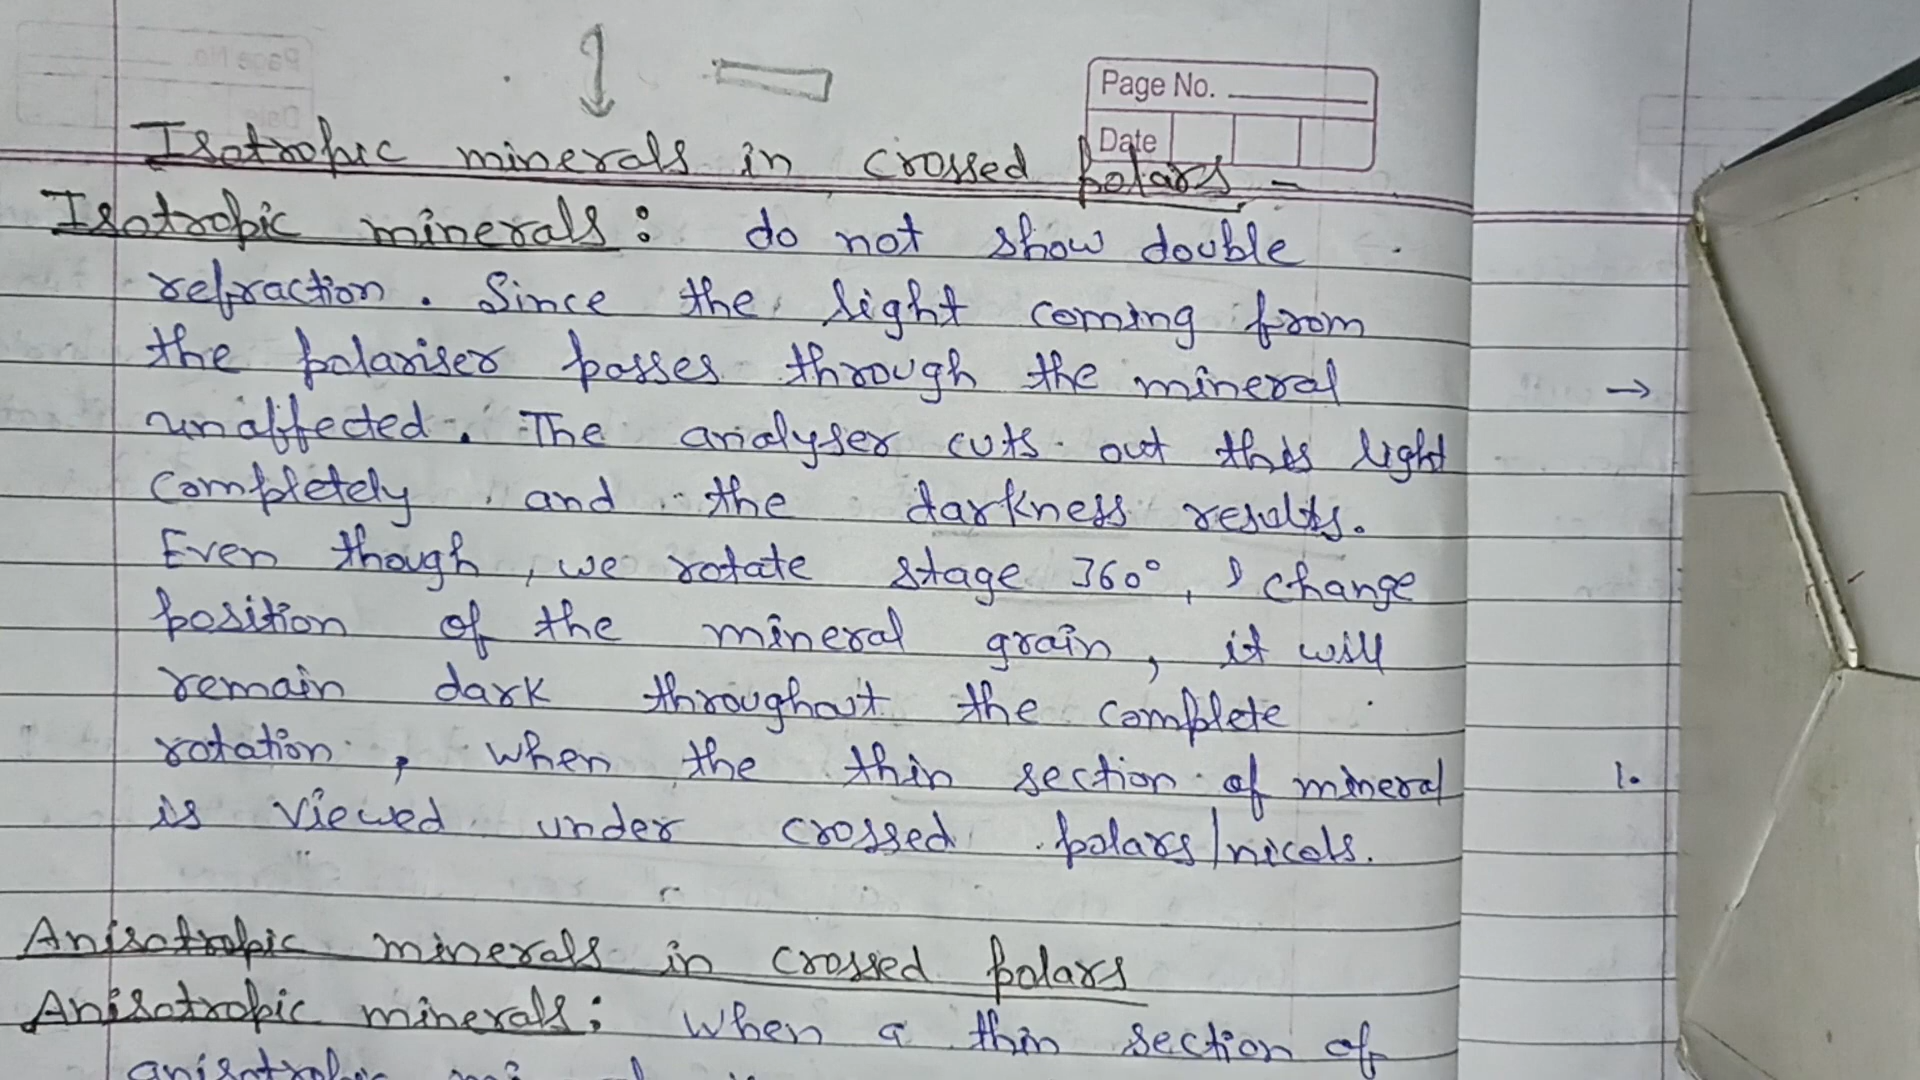 Page No.
Date
Isotropic minerals in crossed polars -
Isotropic minerals: do not show double
refraction. Since the light coming from
the polariser passes through the mineral
unaffected. The analyser cuts out this light
completely and the darkness results.
Even though, we rotate stage 360°, & change
position of the mineral grain, it will
remain dark throughout the complete
rotation, when the thin section of mineral
is viewed under crossed polars/nicols.
Anisotropic minerals in crossed polars
Anisotropic minerals: When a thin section of
anisotropic
→
1.